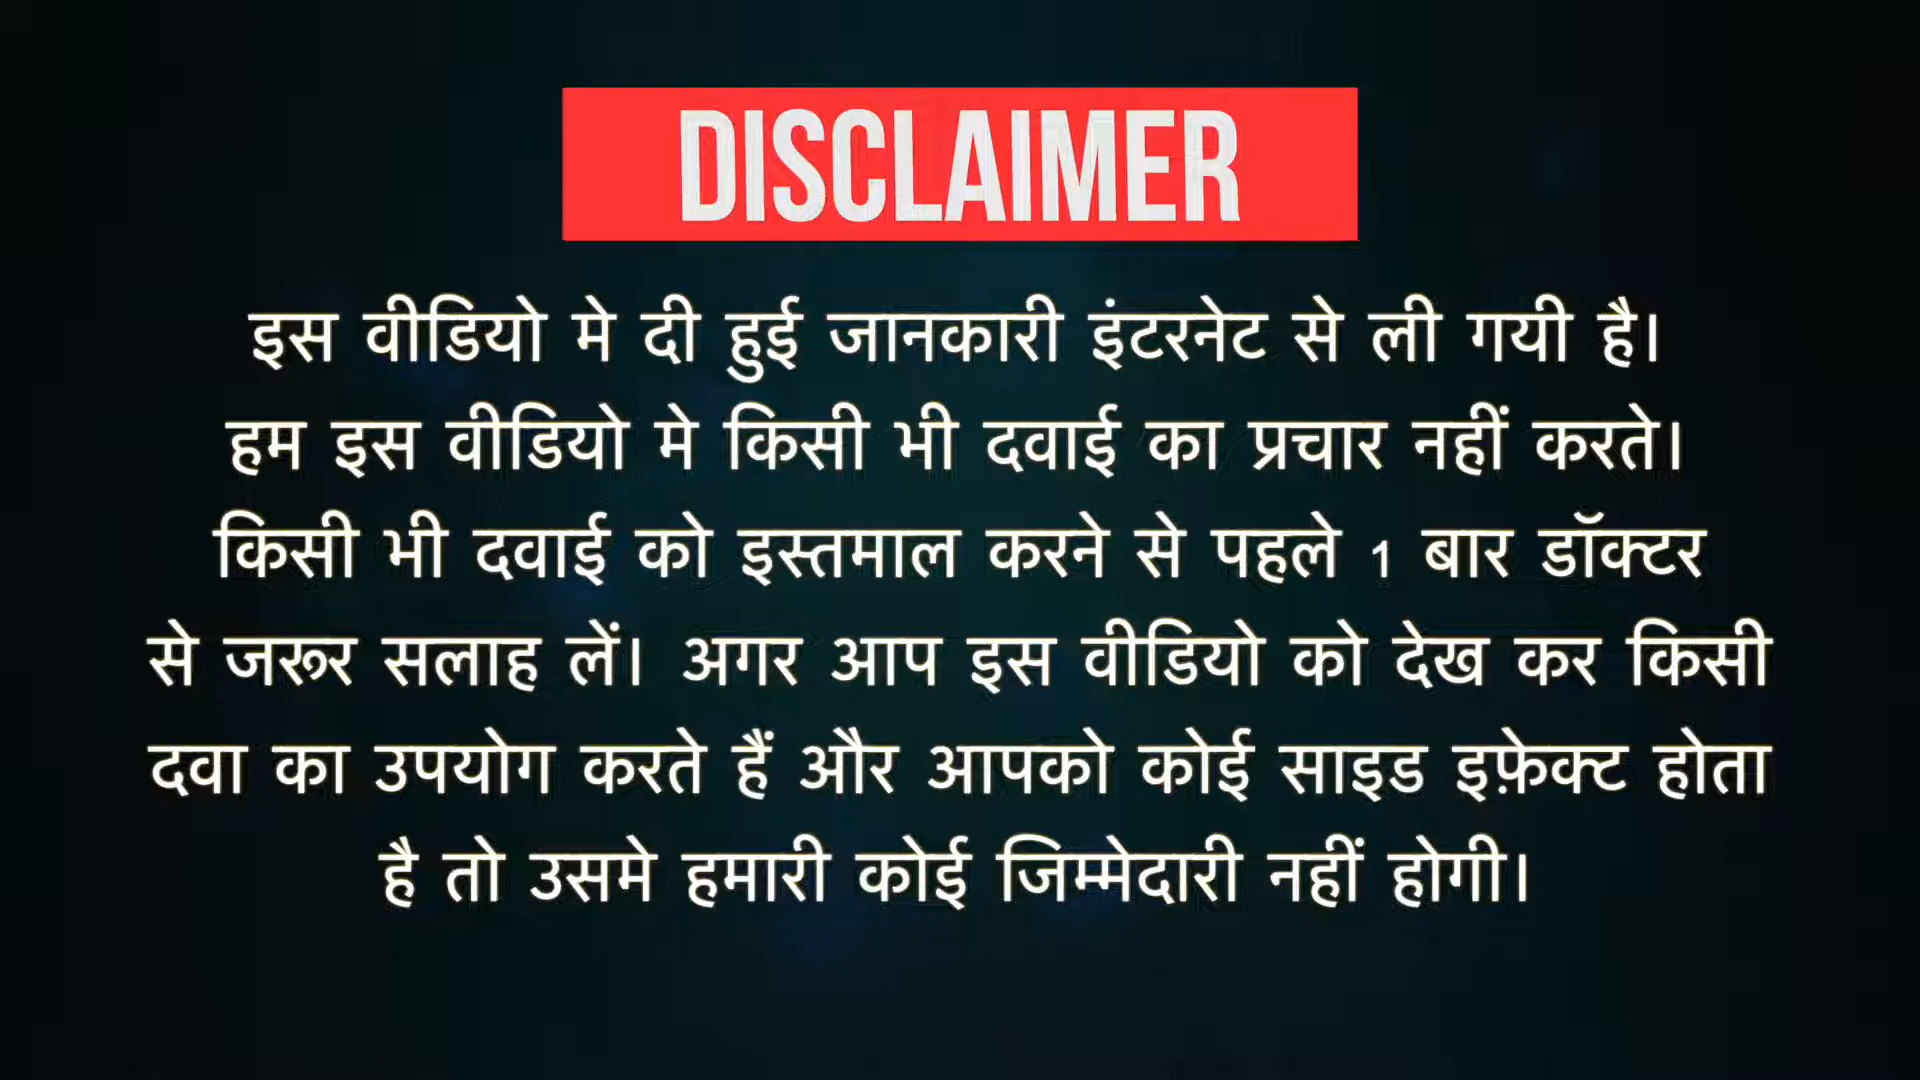 DISCLAIMER
इस वीडियो मे दी हुई जानकारी इंटरनेट से ली गयी है।
हम इस वीडियो मे किसी भी दवाई का प्रचार नहीं करते।
किसी भी दवाई को इस्तमाल करने से पहले 1 बार डॉक्टर
से जरूर सलाह लें। अगर आप इस वीडियो को देख कर किसी
दवा का उपयोग करते हैं और आपको कोई साइड इफ़ेक्ट होता
है तो उसमे हमारी कोई जिम्मेदारी नहीं होगी।